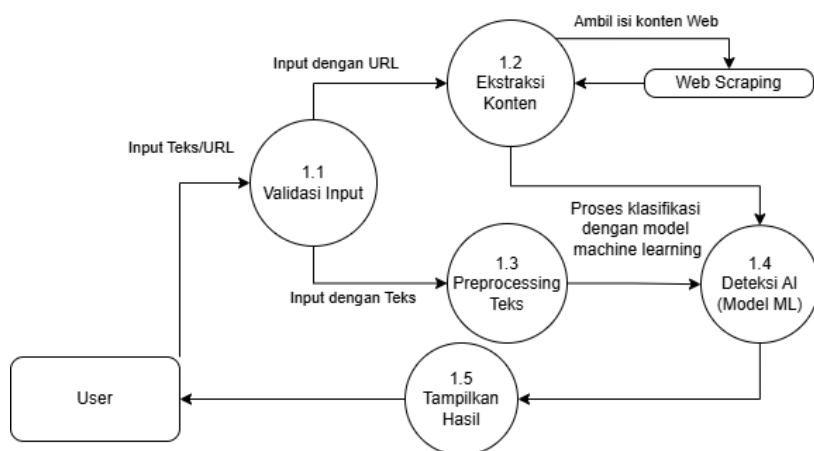 Ambil isi konten Web
Input dengan URL
1.2
Ekstraksi
Konten
Web Scraping
Input Teks/URL
1.1
Validasi Input
Proses klasifikasi
dengan model
machine learning
Input dengan Teks
1.3
Preprocessing
Teks
1.4
Deteksi AI
(Model ML)
User
1.5
Tampilkan
Hasil